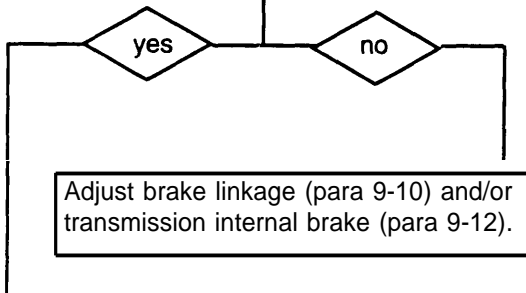 yes
no
Adjust brake linkage (para 9-10) and/or
transmission internal brake (para 9-12).